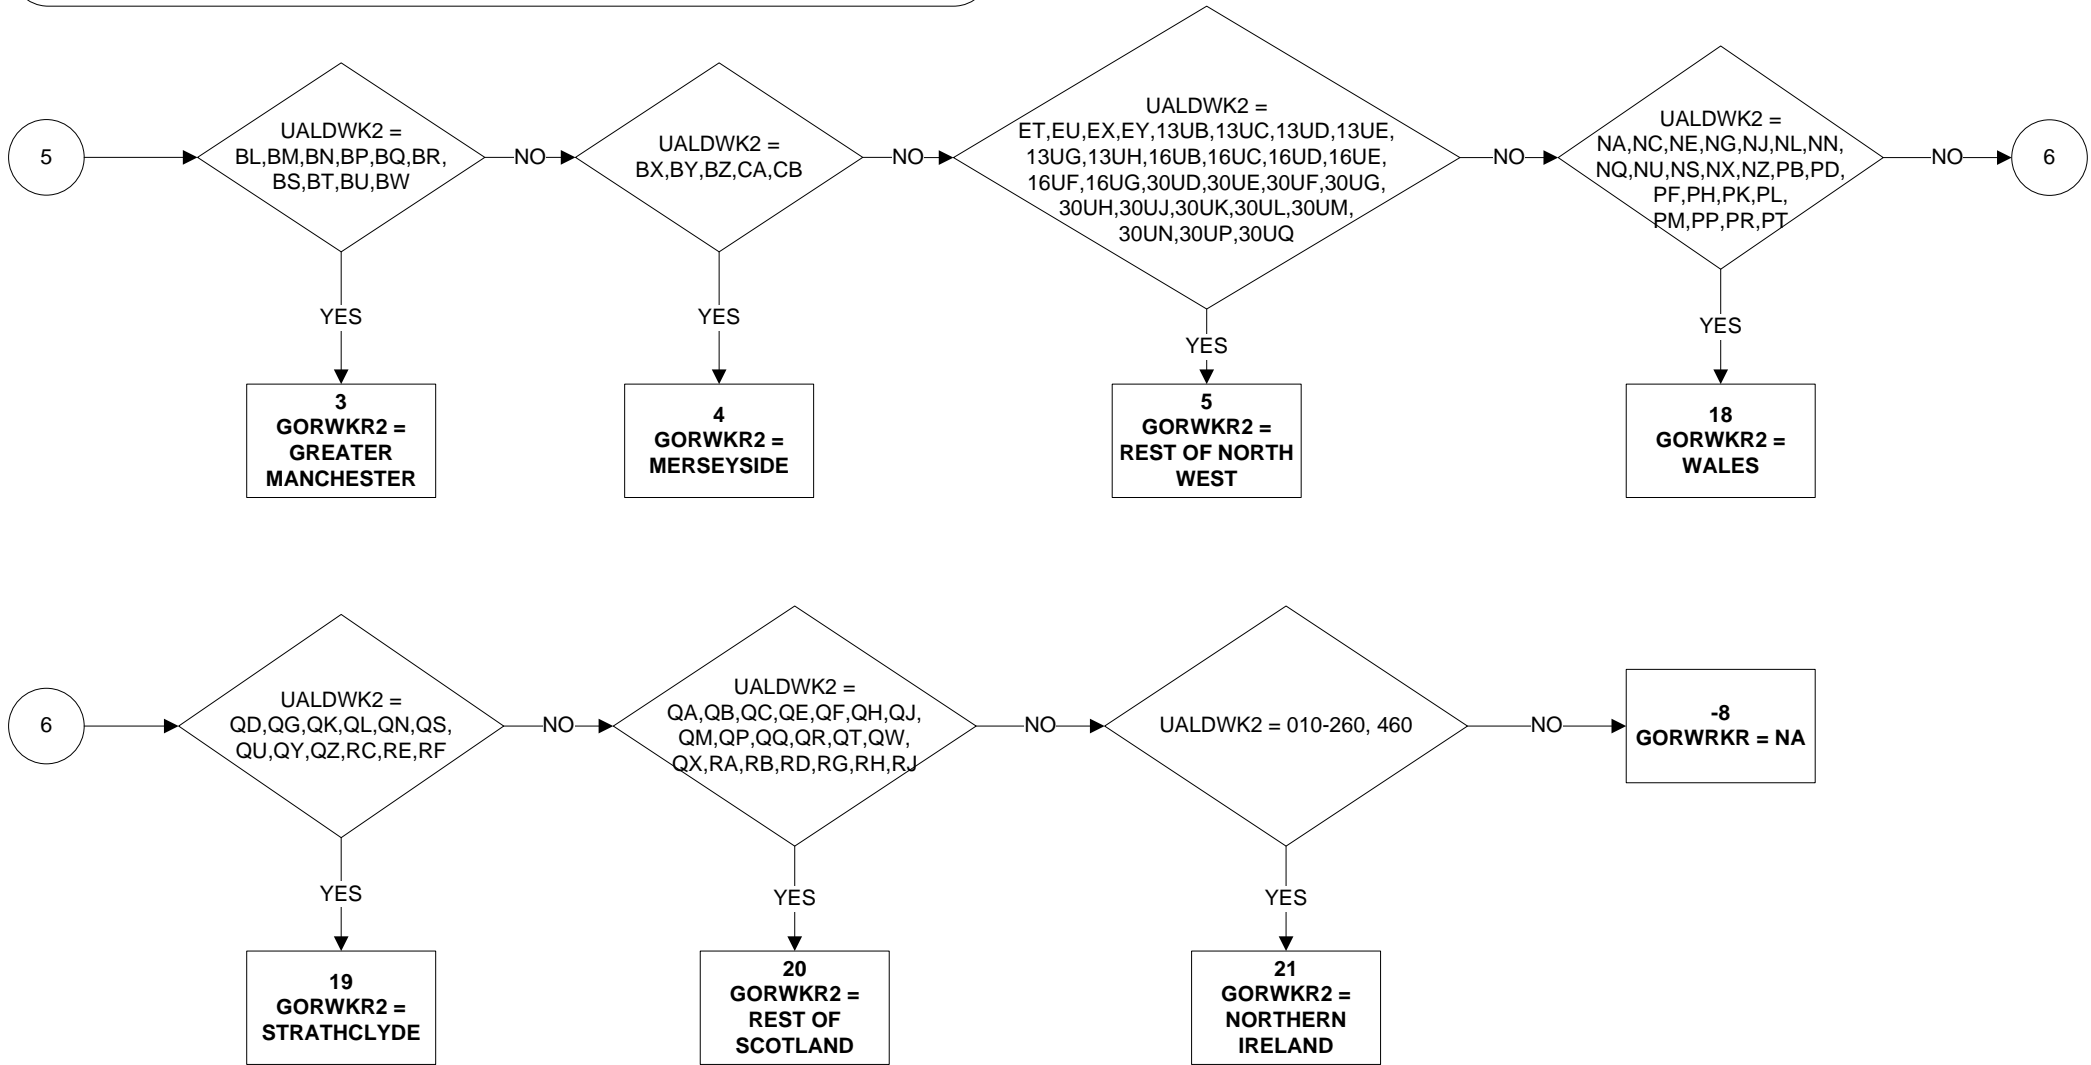 5
UALDWK2 =
BL,BM,BN,BP,BQ,BR,
BS,BT,BU,BW
NO
UALDWK2 =
BX,BY,BZ,CA,CB
NO
UALDWK2 =
ET,EU,EX,EY,13UB,13UC,13UD,13UE,
13UG,13UH,16UB,16UC,16UD,16UE,
16UF,16UG,30UD,30UE,30UF,30UG,
30UH,30UJ,30UK,30UL,30UM,
30UN,30UP,30UQ
NO
UALDWK2 =
NA,NC,NE,NG,NJ,NL,NN,
NQ,NU,NS,NX,NZ,PB,PD,
PF,PH,PK,PL,
PM,PP,PR,PT
NO
6
YES
YES
YES
YES
3
GORWKR2 =
GREATER
MANCHESTER
4
GORWKR2 =
MERSEYSIDE
5
GORWKR2 =
REST OF NORTH
WEST
18
GORWKR2 =
WALES
6
UALDWK2 =
QD,QG,QK,QL,QN,QS,
QU,QY,QZ,RC,RE,RF
NO
UALDWK2 =
QA,QB,QC,QE,QF,QH,QJ,
QM,QP,QQ,QR,QT,QW,
QX,RA,RB,RD,RG,RH,RJ
NO
UALDWK2 = 010-260, 460
NO
-8
GORWRKR = NA
YES
YES
YES
19
GORWKR2 =
STRATHCLYDE
20
GORWKR2 =
REST OF
SCOTLAND
21
GORWKR2 =
NORTHERN
IRELAND